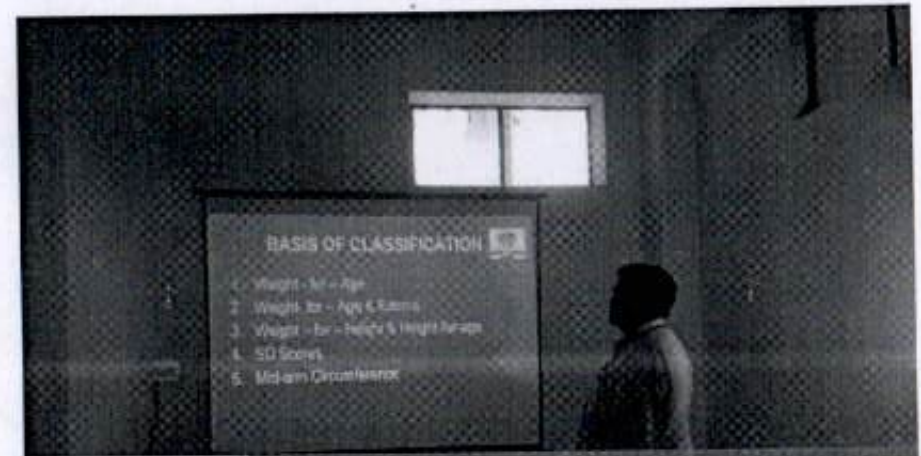 BASIS OF CLASSIFICATION
1. Weight - for - Age
2. Weight- for - Age & Edema
3. Weight - for - Height & Height for age
4. SD Scores
5. Mid-arm Circumference